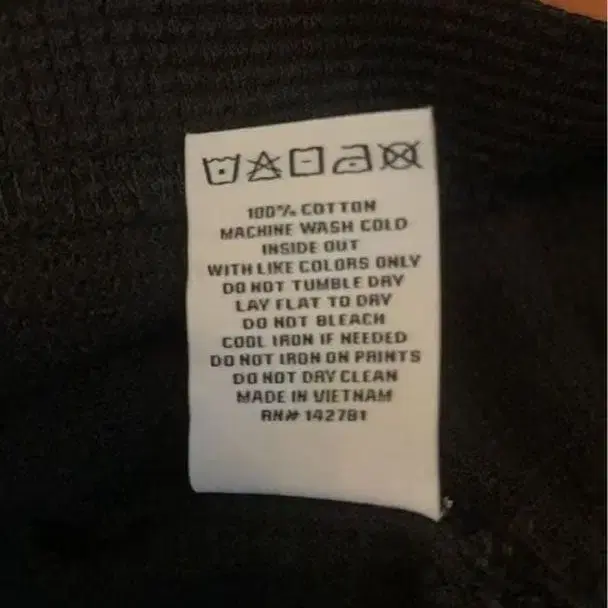 100% COTTON
MACHINE WASH COLD
INSIDE OUT
WITH LIKE COLORS ONLY
DO NOT TUMBLE DRY
LAY FLAT TO DRY
DO NOT BLEACH
COOL IRON IF NEEDED
DO NOT IRON ON PRINTS
DO NOT DRY CLEAN
MADE IN VIETNAM
RN# 142781